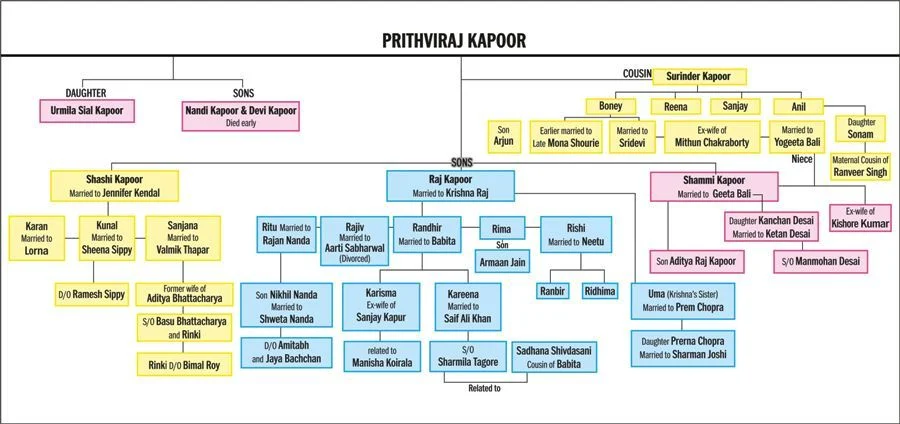 PRITHVIRAJ KAPOOR
DAUGHTER
Urmila Sial Kapoor
SONS
Nandi Kapoor & Devi Kapoor
Died early
COUSIN
Surinder Kapoor
Boney
Reena
Sanjay
Anil
Son
Arjun
Earlier married to
Late Mona Shourie
Married to
Sridevi
Ex-wife of
Mithun Chakraborty
Married to
Yogeeta Bali
Daughter
Sonam
Maternal Cousin of
Ranveer Singh
Niece
SONS
Shashi Kapoor
Married to Jennifer Kendal
Raj Kapoor
Married to Krishna Raj
Shammi Kapoor
Married to Geeta Bali
Ex-wife of
Kishore Kumar
Karan
Married to
Lorna
Kunal
Married to
Sheena Sippy
Sanjana
Married to
Valmik Thapar
D/O Ramesh Sippy
Former wife of
Aditya Bhattacharya
S/O Basu Bhattacharya
and Rinki
Rinki D/O Bimal Roy
Ritu Married to
Rajan Nanda
Rajiv
Married to
Aarti Sabharwal
(Divorced)
Randhir
Married to Babita
Rima
Son
Armaan Jain
Rishi
Married to Neetu
Ranbir
Ridhima
Son Nikhil Nanda
Married to
Shweta Nanda
D/O Amitabh
and Jaya Bachchan
Karisma
Ex-wife of
Sanjay Kapur
related to
Manisha Koirala
Kareena
Married to
Saif Ali Khan
S/O
Sharmila Tagore
Sadhana Shivdasani
Cousin of Babita
Related to
Uma (Krishna's Sister)
Married to Prem Chopra
Daughter Prerna Chopra
Married to Sharman Joshi
Son Aditya Raj Kapoor
Daughter Kanchan Desai
Married to Ketan Desai
S/O Manmohan Desai